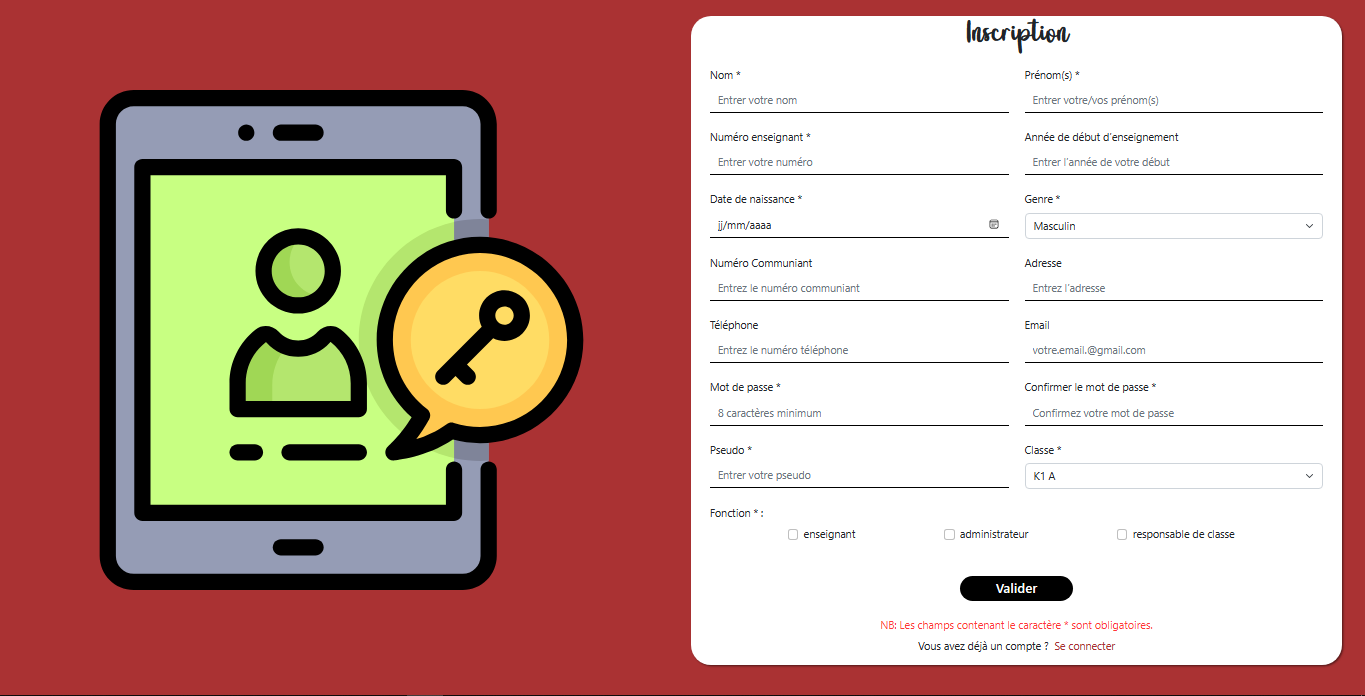 Inscription
Nom * Prénom(s) *
Entrer votre nom Entrer votre/vos prénom(s)
Numéro enseignant * Année de début d'enseignement
Entrer votre numéro Entrer l'année de votre début
Date de naissance * Genre *
jj/mm/aaaa Masculin
Numéro Communiant Adresse
Entrez le numéro communiant Entrez l'adresse
Téléphone Email
Entrez le numéro téléphone votre.email.@gmail.com
Mot de passe * Confirmer le mot de passe *
8 caractères minimum Confirmez votre mot de passe
Pseudo * Classe *
Entrer votre pseudo K1 A
Fonction * :
enseignant administrateur responsable de classe
Valider
NB: Les champs contenant le caractère * sont obligatoires.
Vous avez déjà un compte ? Se connecter